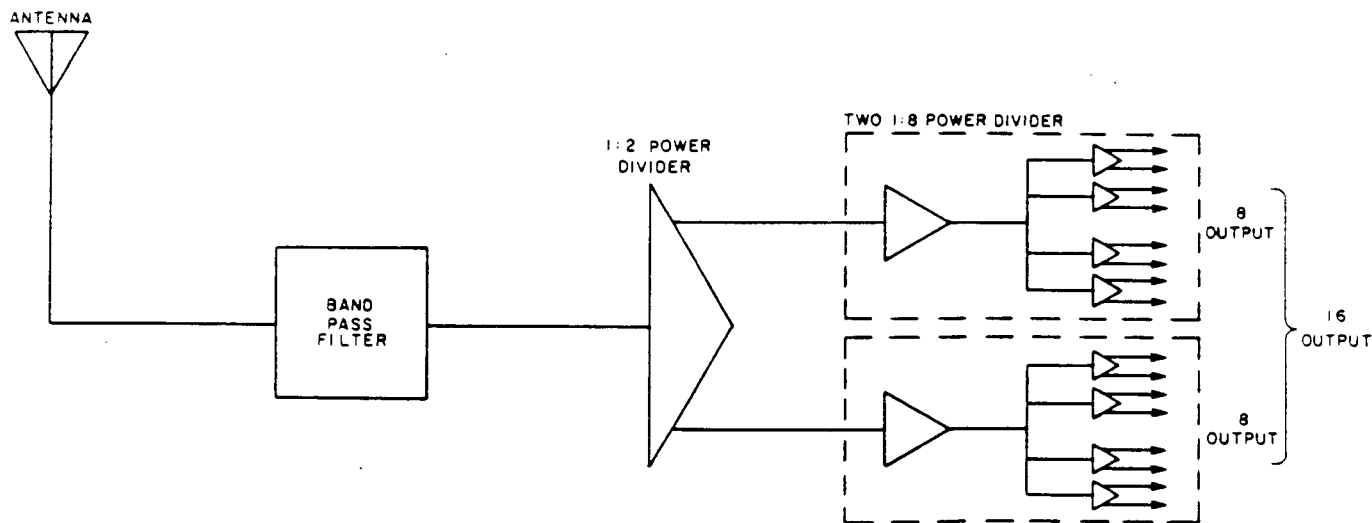 ANTENNA
TWO 1:8 POWER DIVIDER
1:2 POWER
DIVIDER
8
OUTPUT
BAND
PASS
FILTER
16
OUTPUT
8
OUTPUT